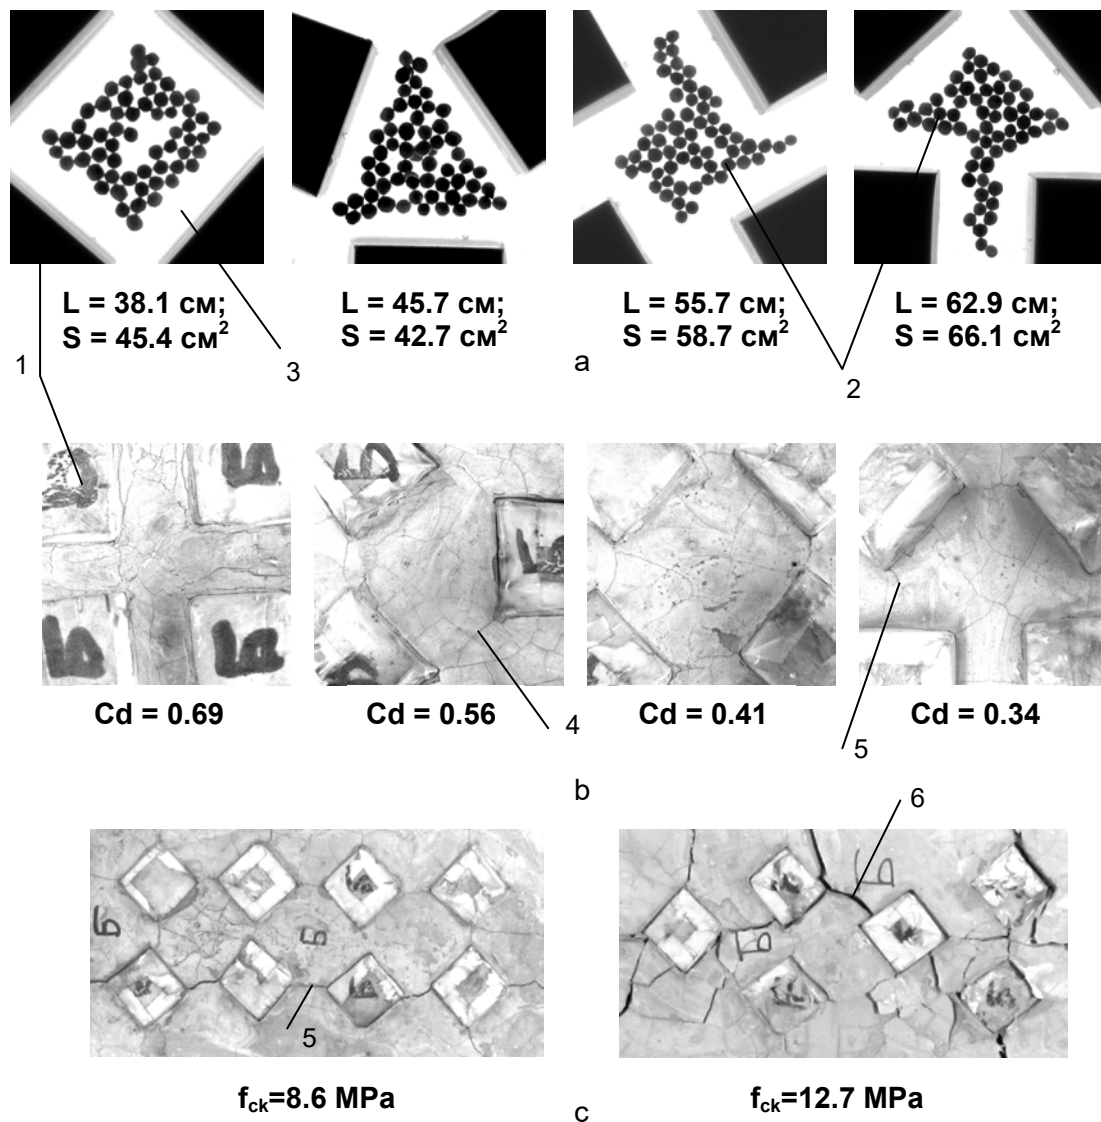 L = 38.1 см;
S = 45.4 см²
L = 45.7 см;
S = 42.7 см²
L = 55.7 см;
S = 58.7 см²
L = 62.9 см;
S = 66.1 см²
1
3
a
2
Cd = 0.69
Cd = 0.56
Cd = 0.41
Cd = 0.34
4
5
b
6
Б
Б
Б
В
5
f_ck=8.6 MPa
f_ck=12.7 MPa
c